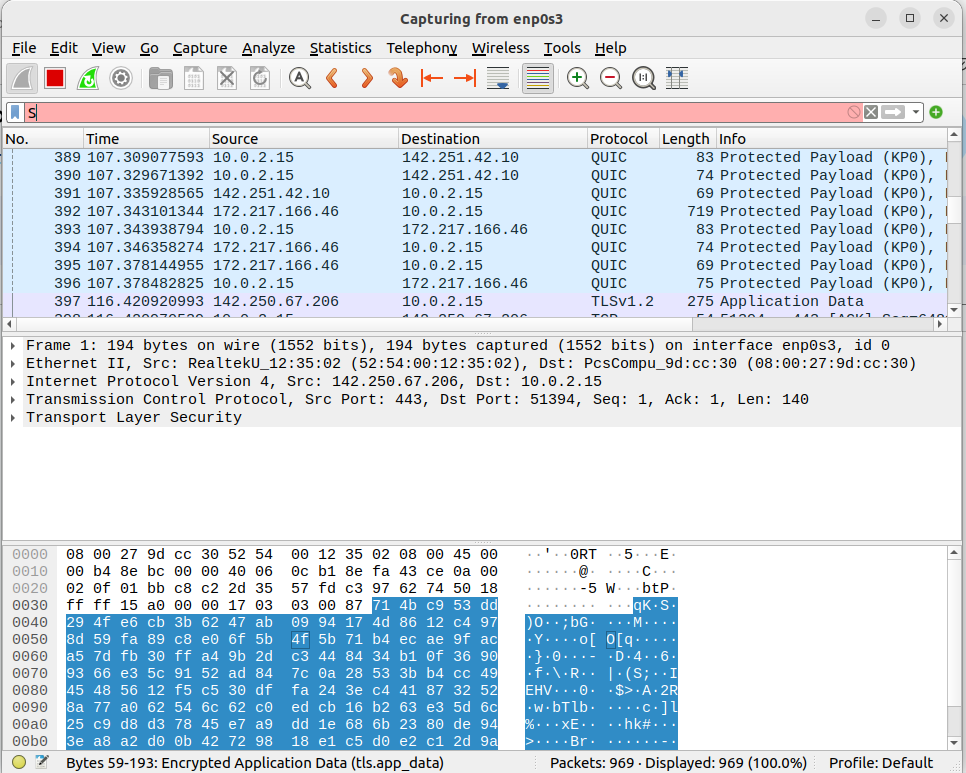 Capturing from enp0s3
File Edit View Go Capture Analyze Statistics Telephony Wireless Tools Help
S
No. Time Source Destination Protocol Length Info
389 107.309077593 10.0.2.15 142.251.42.10 QUIC 83 Protected Payload (KP0),
390 107.329671392 10.0.2.15 142.251.42.10 QUIC 74 Protected Payload (KP0),
391 107.335928565 142.251.42.10 10.0.2.15 QUIC 69 Protected Payload (KP0)
392 107.343101344 172.217.166.46 10.0.2.15 QUIC 719 Protected Payload (KP0)
393 107.343938794 10.0.2.15 172.217.166.46 QUIC 83 Protected Payload (KP0),
394 107.346358274 172.217.166.46 10.0.2.15 QUIC 74 Protected Payload (KP0)
395 107.378144955 172.217.166.46 10.0.2.15 QUIC 69 Protected Payload (KP0)
396 107.378482825 10.0.2.15 172.217.166.46 QUIC 75 Protected Payload (KP0),
397 116.420920993 142.250.67.206 10.0.2.15 TLSv1.2 275 Application Data
Frame 1: 194 bytes on wire (1552 bits), 194 bytes captured (1552 bits) on interface enp0s3, id 0
Ethernet II, Src: RealtekU_12:35:02 (52:54:00:12:35:02), Dst: PcsCompu_9d:cc:30 (08:00:27:9d:cc:30)
Internet Protocol Version 4, Src: 142.250.67.206, Dst: 10.0.2.15
Transmission Control Protocol, Src Port: 443, Dst Port: 51394, Seq: 1, Ack: 1, Len: 140
Transport Layer Security
0000 08 00 27 9d cc 30 52 54 00 12 35 02 08 00 45 00 ··'··0RT ··5···E·
0010 00 b4 8e bc 00 00 40 06 0c b1 8e fa 43 ce 0a 00 ······@· ····C···
0020 02 0f 01 bb c8 c2 2d 35 57 fd c3 97 62 74 50 18 ······-5 W···btP·
0030 ff ff 15 a0 00 00 17 03 03 00 87 71 4b c9 53 dd ········ ···qK·S·
0040 29 4f e6 cb 3b 62 47 ab 09 94 17 4d 86 12 c4 97 )O··;bG· ···M····
0050 8d 59 fa 89 c8 e0 6f 5b 4f 5b 71 b4 ec ae 9f ac ·Y····o[ O[q·····
0060 a5 7d fb 30 ff a4 9b 2d c3 44 84 34 b1 0f 36 90 ·}·0···- ·D·4··6·
0070 93 66 e3 5c 91 52 ad 84 7c 0a 28 53 3b b4 cc 49 ·f·\·R·· |·(S;··I
0080 45 48 56 12 f5 c5 30 df fa 24 3e c4 41 87 32 52 EHV···0· ·$>·A·2R
0090 8a 77 a0 62 54 6c 62 c0 ed cb 16 b2 63 e3 5d 6c ·w·bTlb· ····c·]l
00a0 25 c9 d8 d3 78 45 e7 a9 dd 1e 68 6b 23 80 de 94 %···xE·· ··hk#···
00b0 3e a8 a2 d0 0b 42 72 98 18 e1 c5 d0 e2 c1 2d 9a >····Br· ······-·
Bytes 59-193: Encrypted Application Data (tls.app_data) Packets: 969 · Displayed: 969 (100.0%) Profile: Default